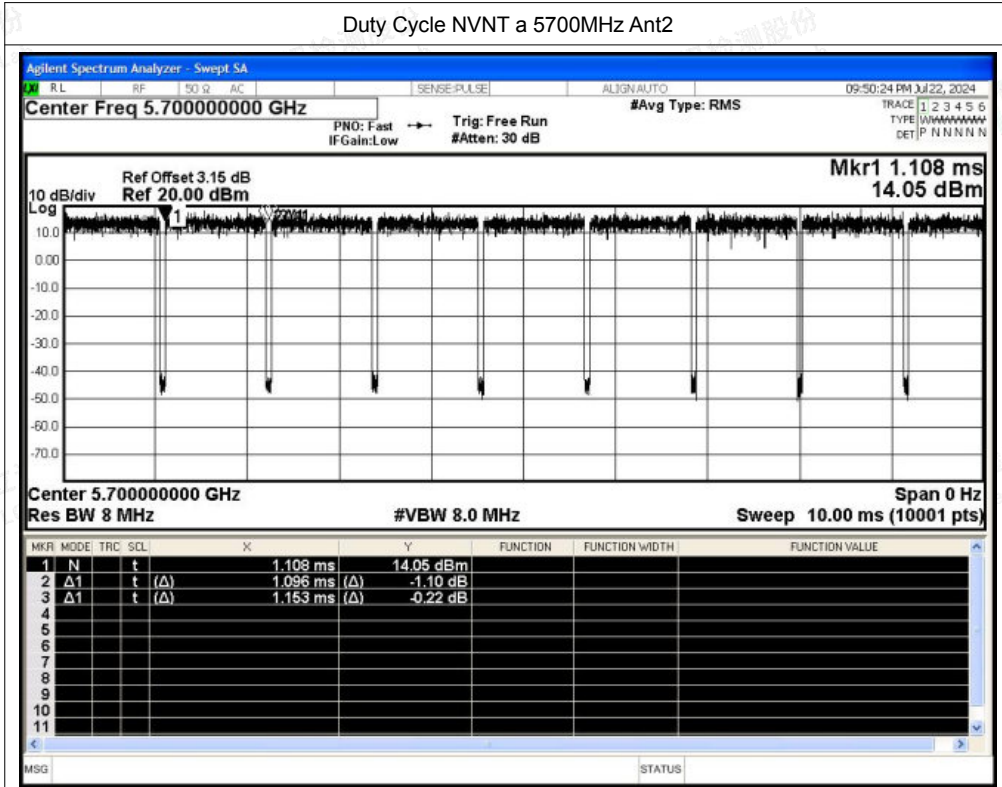 Duty Cycle NVNT a 5700MHz Ant2
Agilent Spectrum Analyzer - Swept SA
RL RF 50 Ω AC SENSE:PULSE ALIGN AUTO 09:50:24 PM Jul 22, 2024
Center Freq 5.700000000 GHz #Avg Type: RMS TRACE 1 2 3 4 5 6
PNO: Fast Trig: Free Run TYPE WWWWWW
IFGain:Low #Atten: 30 dB DET P N N N N N
Ref Offset 3.15 dB Mkr1 1.108 ms
10 dB/div Ref 20.00 dBm 14.05 dBm
Log
1
10.0
0.00
-10.0
-20.0
-30.0
-40.0
-50.0
-60.0
-70.0
Center 5.700000000 GHz Span 0 Hz
Res BW 8 MHz #VBW 8.0 MHz Sweep 10.00 ms (10001 pts)
MKR MODE TRC SCL X Y FUNCTION FUNCTION WIDTH FUNCTION VALUE
1 N t 1.108 ms 14.05 dBm
2 Δ1 t (Δ) 1.096 ms (Δ) -1.10 dB
3 Δ1 t (Δ) 1.153 ms (Δ) -0.22 dB
4
5
6
7
8
9
10
11
MSG STATUS